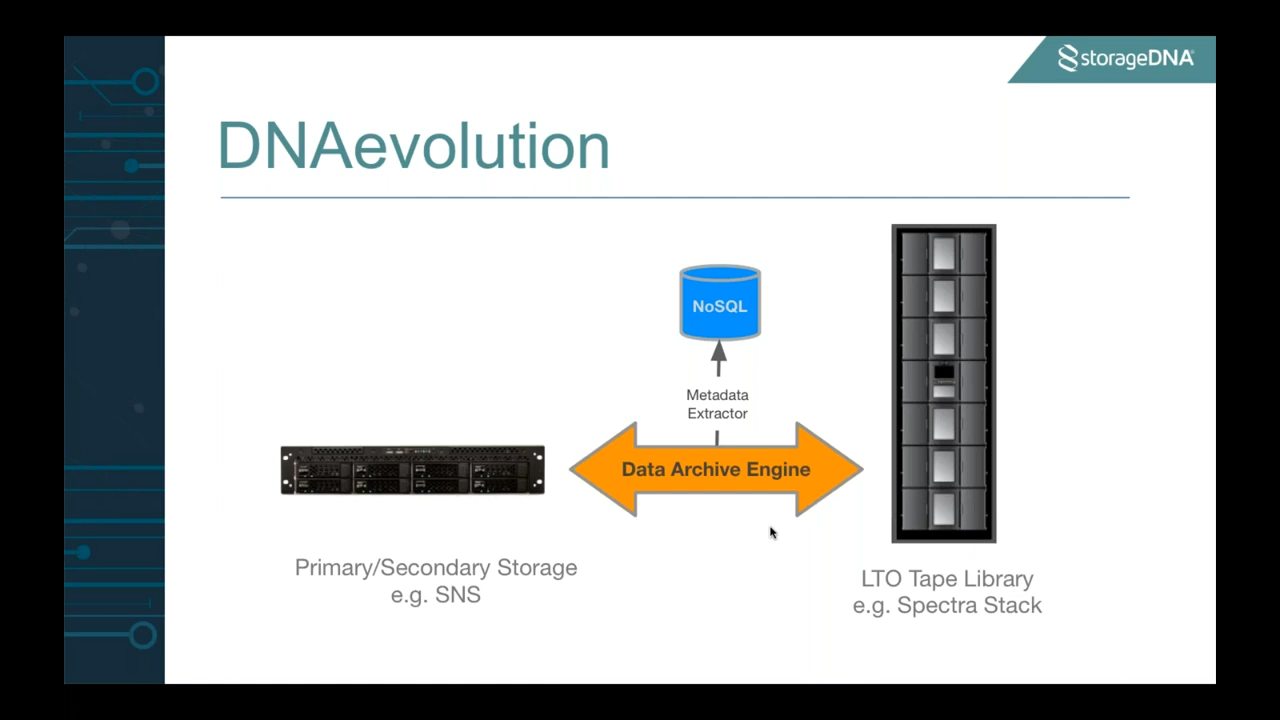 storageDNA
DNAevolution
NoSQL
Metadata
Extractor
Data Archive Engine
Primary/Secondary Storage
e.g. SNS
LTO Tape Library
e.g. Spectra Stack